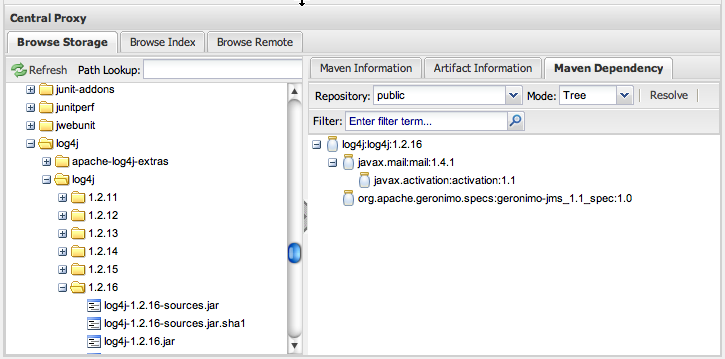 Central Proxy
Browse Storage Browse Index Browse Remote
Refresh Path Lookup:
junit-addons
junitperf
jwebunit
log4j
apache-log4j-extras
log4j
1.2.11
1.2.12
1.2.13
1.2.14
1.2.15
1.2.16
log4j-1.2.16-sources.jar
log4j-1.2.16-sources.jar.sha1
log4j-1.2.16.jar
Maven Information Artifact Information Maven Dependency
Repository: public Mode: Tree Resolve
Filter: Enter filter term...
log4j:log4j:1.2.16
javax.mail:mail:1.4.1
javax.activation:activation:1.1
org.apache.geronimo.specs:geronimo-jms_1.1_spec:1.0